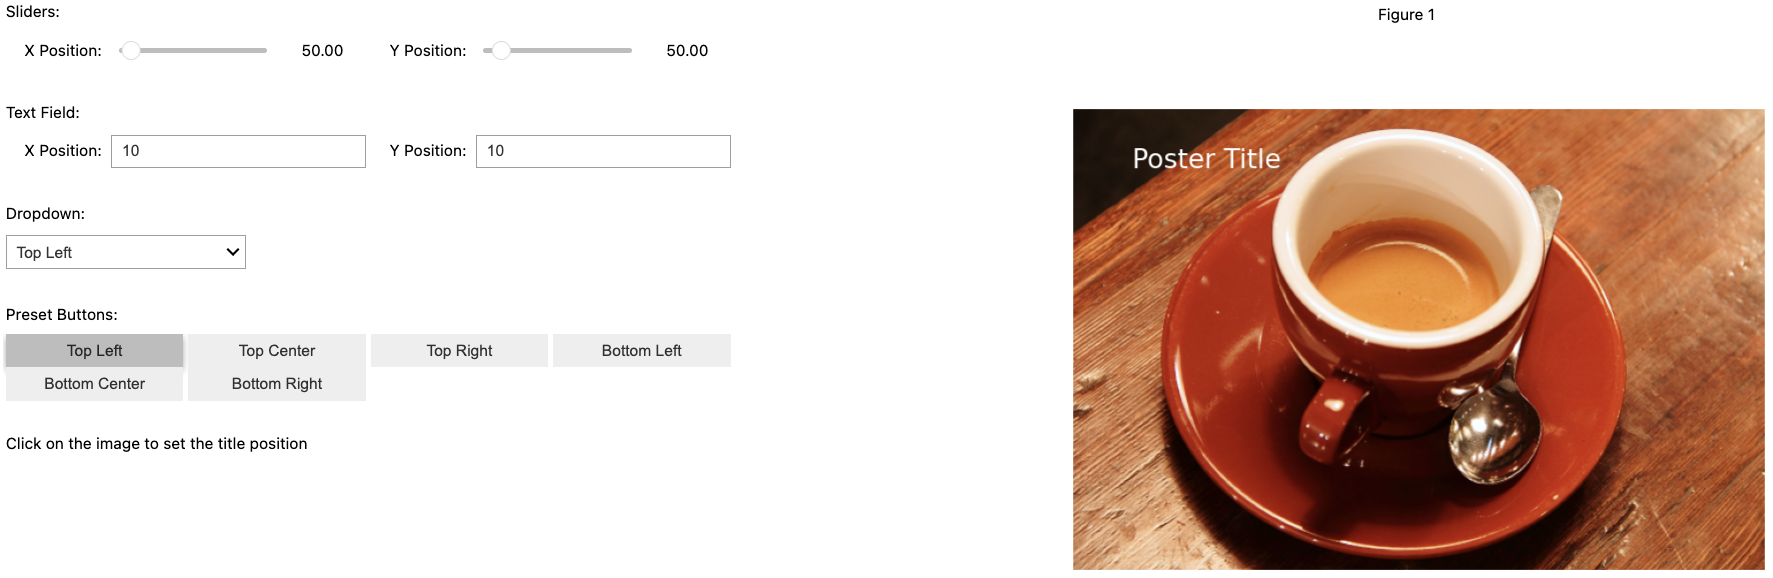 Sliders:
X Position: 50.00 Y Position: 50.00
Text Field:
X Position: 10 Y Position: 10
Dropdown:
Top Left
Preset Buttons:
Top Left Top Center Top Right Bottom Left
Bottom Center Bottom Right
Click on the image to set the title position
Figure 1
Poster Title